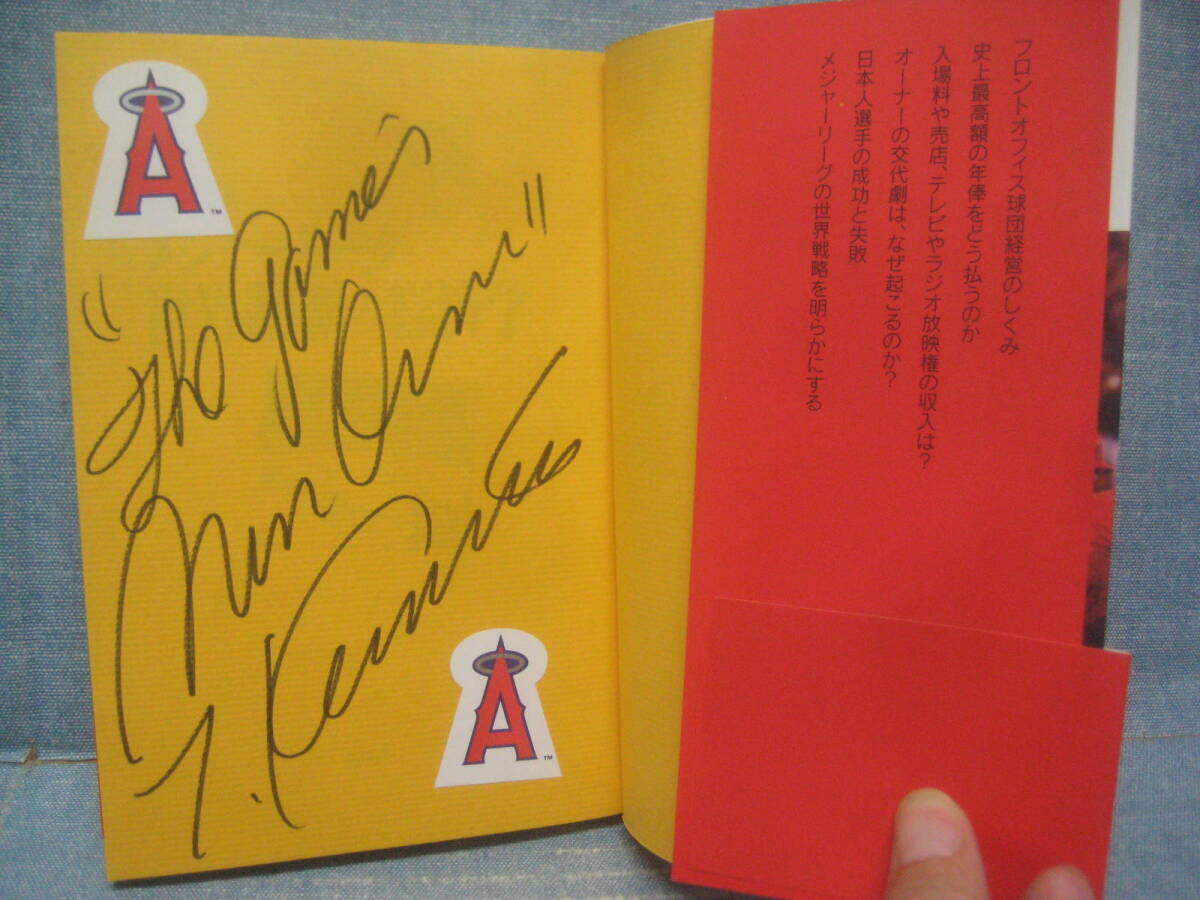 A
TM
"The Game's
Own"
A
TM
フロントオフィス球団経営のしくみ
史上最高額の年俸をどう払うのか
入場料や売店、テレビやラジオ放映権の収入は？
オーナーの交代劇は、なぜ起こるのか？
日本人選手の成功と失敗
メジャーリーグの世界戦略を明らかにする